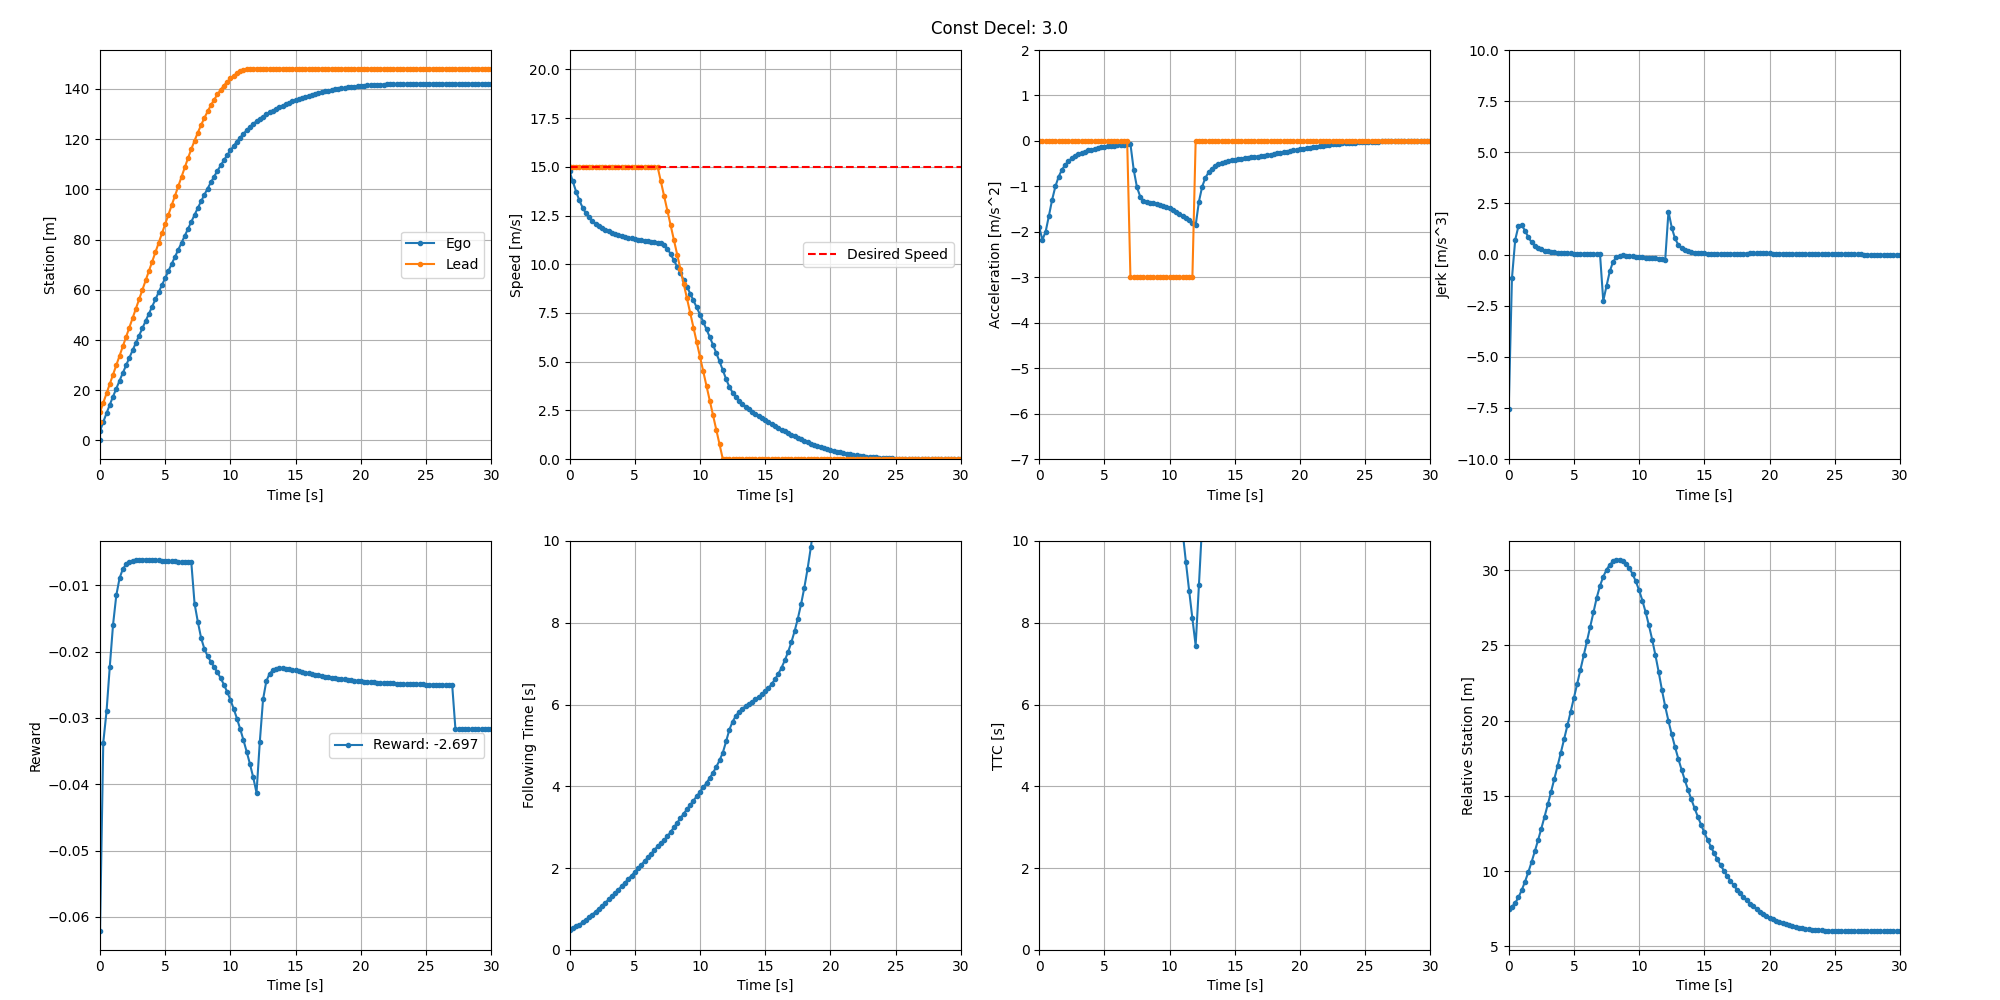 Const Decel: 3.0
Station [m]
140
120
100
80
60
40
20
0
Ego
Lead
0 5 10 15 20 25 30
Time [s]
Speed [m/s]
20.0
17.5
15.0
12.5
10.0
7.5
5.0
2.5
0.0
Desired Speed
0 5 10 15 20 25 30
Time [s]
Acceleration [m/s^2]
2
1
0
−1
−2
−3
−4
−5
−6
−7
0 5 10 15 20 25 30
Time [s]
Jerk [m/s^3]
10.0
7.5
5.0
2.5
0.0
−2.5
−5.0
−7.5
−10.0
0 5 10 15 20 25 30
Time [s]
Reward
−0.01
−0.02
−0.03
−0.04
−0.05
−0.06
Reward: -2.697
0 5 10 15 20 25 30
Time [s]
Following Time [s]
10
8
6
4
2
0
0 5 10 15 20 25 30
Time [s]
TTC [s]
10
8
6
4
2
0
0 5 10 15 20 25 30
Time [s]
Relative Station [m]
30
25
20
15
10
5
0 5 10 15 20 25 30
Time [s]